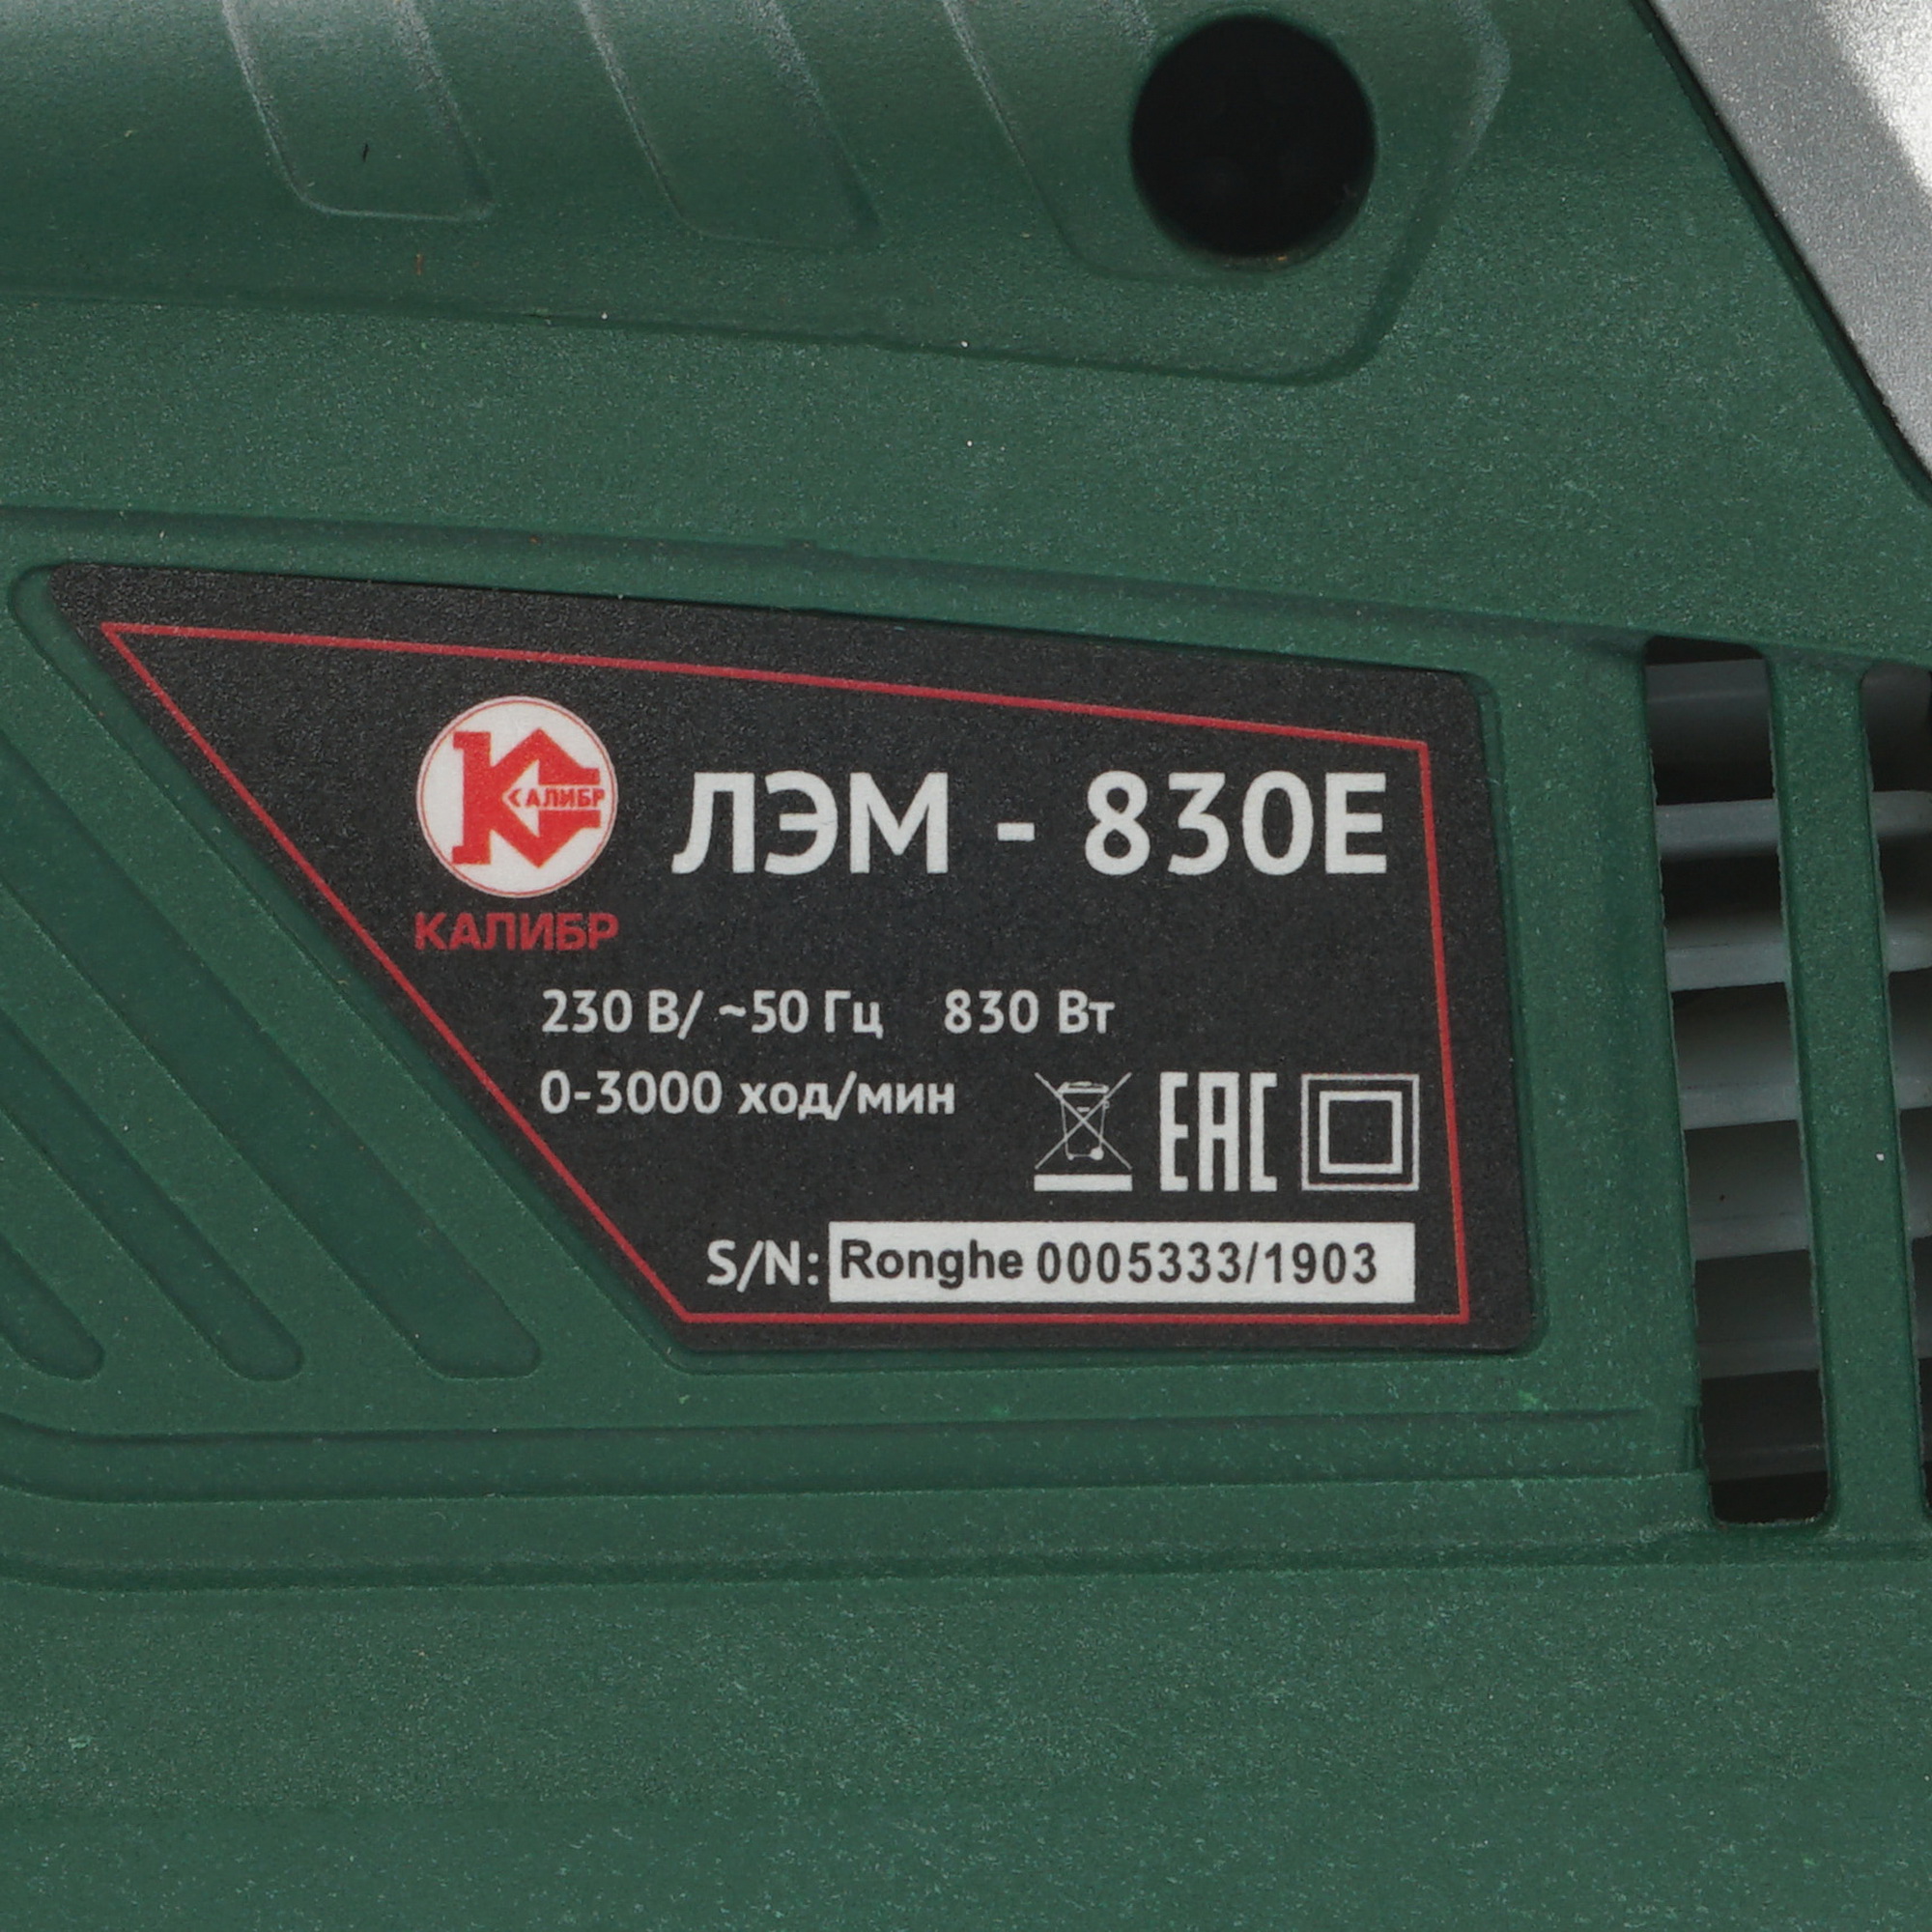 КАЛИБР
ЛЭМ - 830Е
КАЛИБР
230 В/ ~50 Гц 830 Вт
0-3000 ход/мин
EAC
S/N: Ronghe 0005333/1903